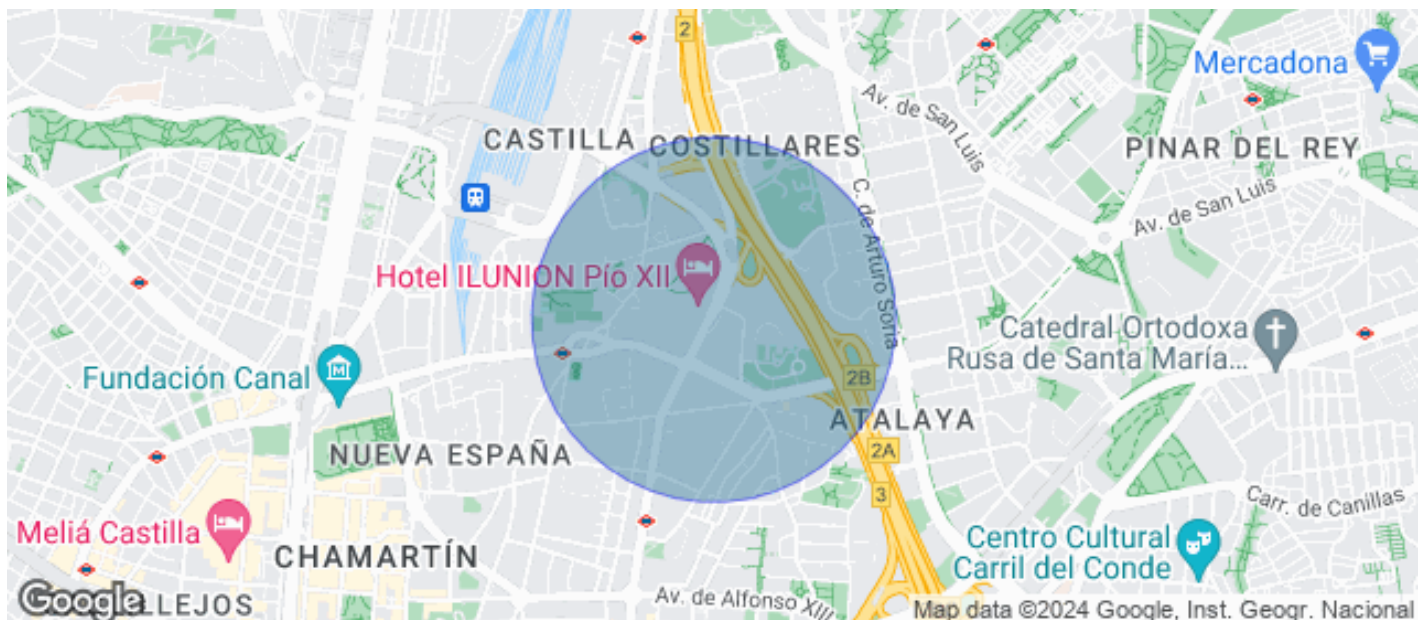 2
Mercadona
Av. de San Luis
CASTILLA
COSTILLARES
PINAR DEL REY
Av. de San Luis
C. de Arturo Soria
Hotel ILUNION Pío XII
Catedral Ortodoxa
Rusa de Santa María...
Fundación Canal
M
2B
ATALAYA
NUEVA ESPAÑA
2A
3
Carr. de Canillas
Meliá Castilla
CHAMARTÍN
Centro Cultural
Carril del Conde
Google
LLEJOS
Av. de Alfonso XIII
Map data ©2024 Google, Inst. Geogr. Nacional